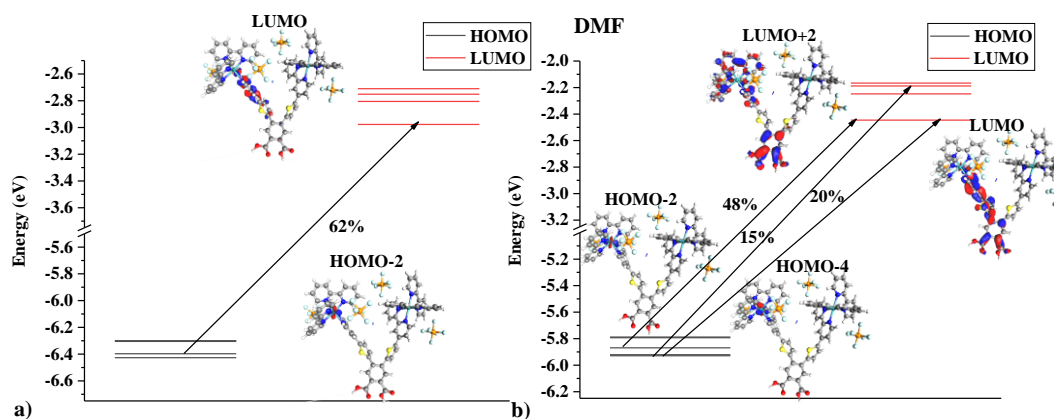 LUMO
HOMO
LUMO
-2.6
-2.8
-3.0
-3.2
-3.4
-3.6
-5.6
-5.8
-6.0
-6.2
-6.4
-6.6
Energy (eV)
62%
HOMO-2
a)
DMF
LUMO+2
HOMO
LUMO
-2.0
-2.2
-2.4
-2.6
-2.8
-3.0
-3.2
-5.2
-5.4
-5.6
-5.8
-6.0
-6.2
Energy (eV)
LUMO
HOMO-2
48%
20%
15%
HOMO-4
b)